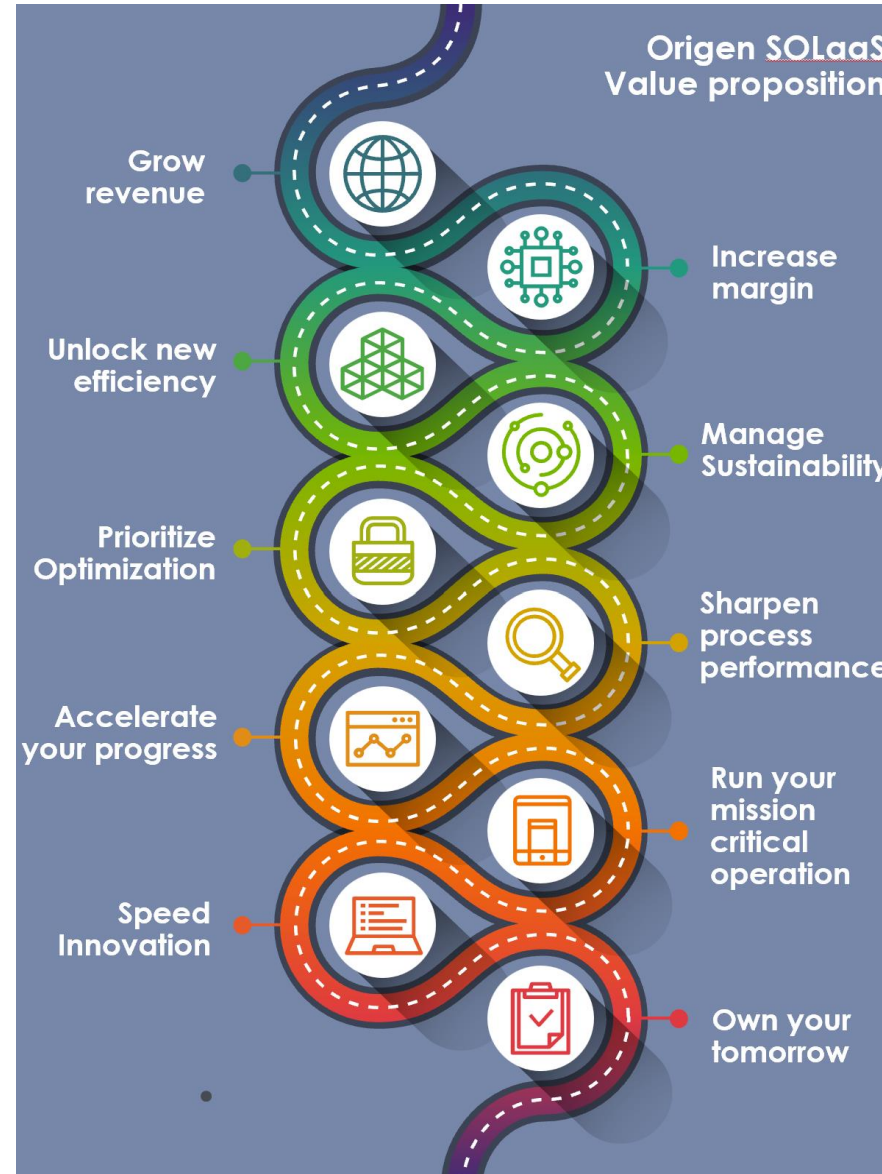 Origen SOLaaS
Value proposition
Grow
revenue
Increase
margin
Unlock new
efficiency
Manage
Sustainability
Prioritize
Optimization
Sharpen
process
performance
Accelerate
your progress
Run your
mission
critical
operation
Speed
Innovation
Own your
tomorrow